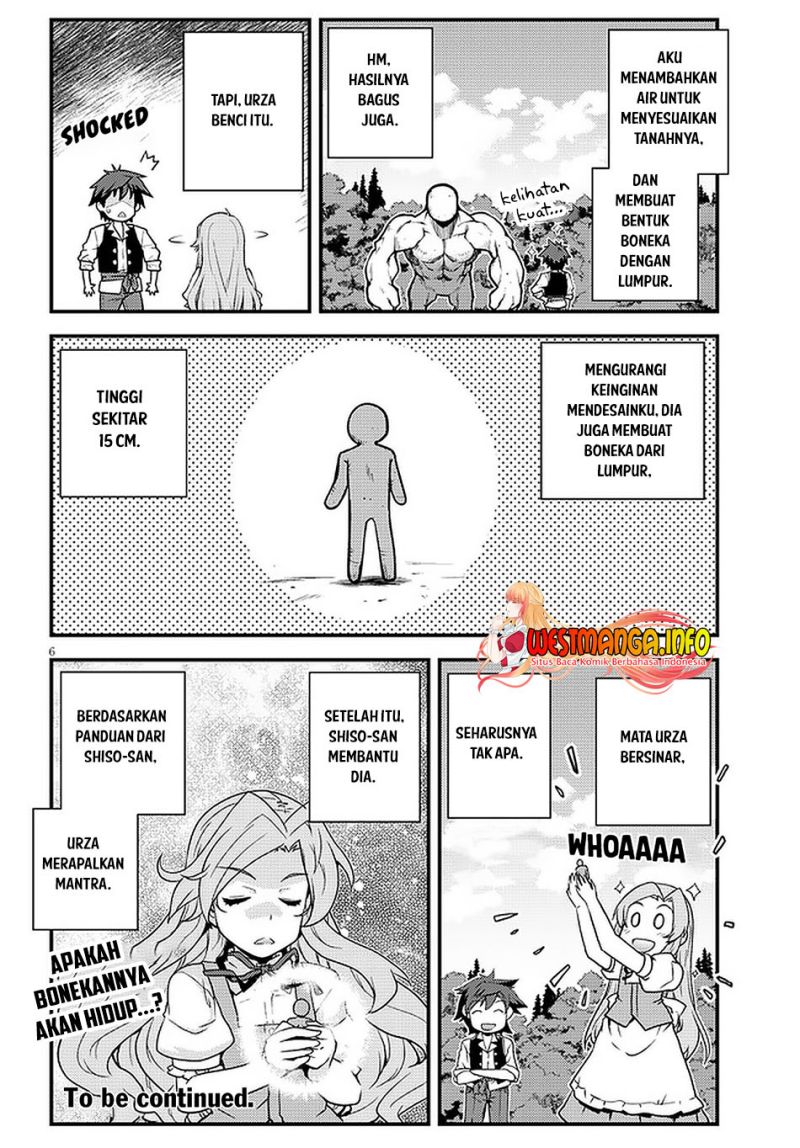 AKU
MENAMBAHKAN
AIR UNTUK
MENYESUAIKAN
TANAHNYA,
DAN
MEMBUAT
BENTUK
BONEKA
DENGAN
LUMPUR.
kelihatan
kuat...
HM,
HASILNYA
BAGUS
JUGA.
TAPI, URZA
BENCI ITU.
SHOCKED
MENGURANGI
KEINGINAN
MENDESAINKU, DIA
JUGA MEMBUAT
BONEKA DARI
LUMPUR,
TINGGI
SEKITAR
15 CM.
WESTMANGA.INFO
Situs Baca Komik Berbahasa Indonesia
6
MATA URZA
BERSINAR,
SEHARUSNYA
TAK APA.
WHOAAAA
SETELAH ITU,
SHISO-SAN
MEMBANTU
DIA.
BERDASARKAN
PANDUAN DARI
SHISO-SAN,
URZA
MERAPALKAN
MANTRA.
APAKAH
BONEKANNYA
AKAN HIDUP...?
To be continued.